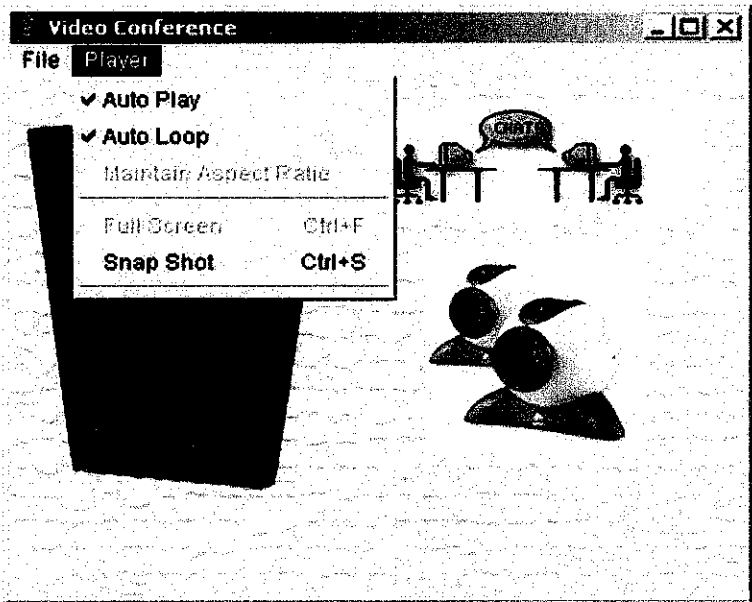 Video Conference
File Player
✓ Auto Play
✓ Auto Loop
Maintain Aspect Ratio
Full Screen Ctrl+F
Snap Shot Ctrl+S
CHAT